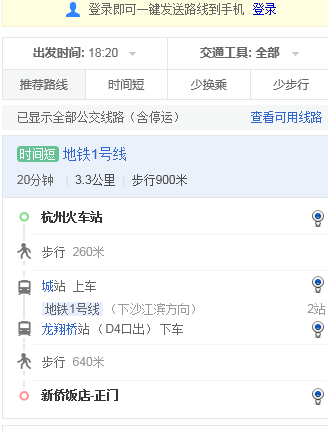 登录即可一键发送路线到手机 登录
出发时间: 18:20 交通工具: 全部
推荐路线 时间短 少换乘 少步行
已显示全部公交线路（含停运） 查看可用线路
时间短 地铁1号线
20分钟 | 3.3公里 | 步行900米
杭州火车站
步行 260米
城站 上车
地铁1号线 （下沙江滨方向） 2站
龙翔桥站 （ D4口出） 下车
步行 640米
新侨饭店-正门